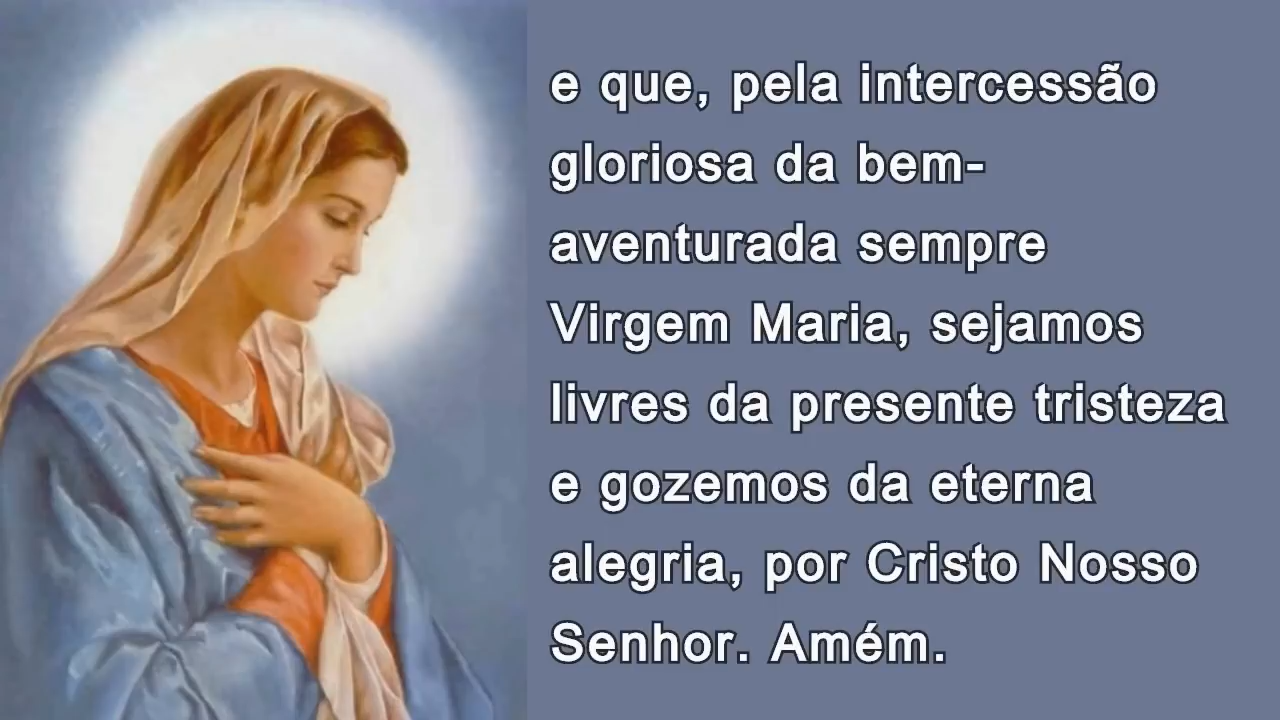 e que, pela intercessão
gloriosa da bem-
aventurada sempre
Virgem Maria, sejamos
livres da presente tristeza
e gozemos da eterna
alegria, por Cristo Nosso
Senhor. Amém.